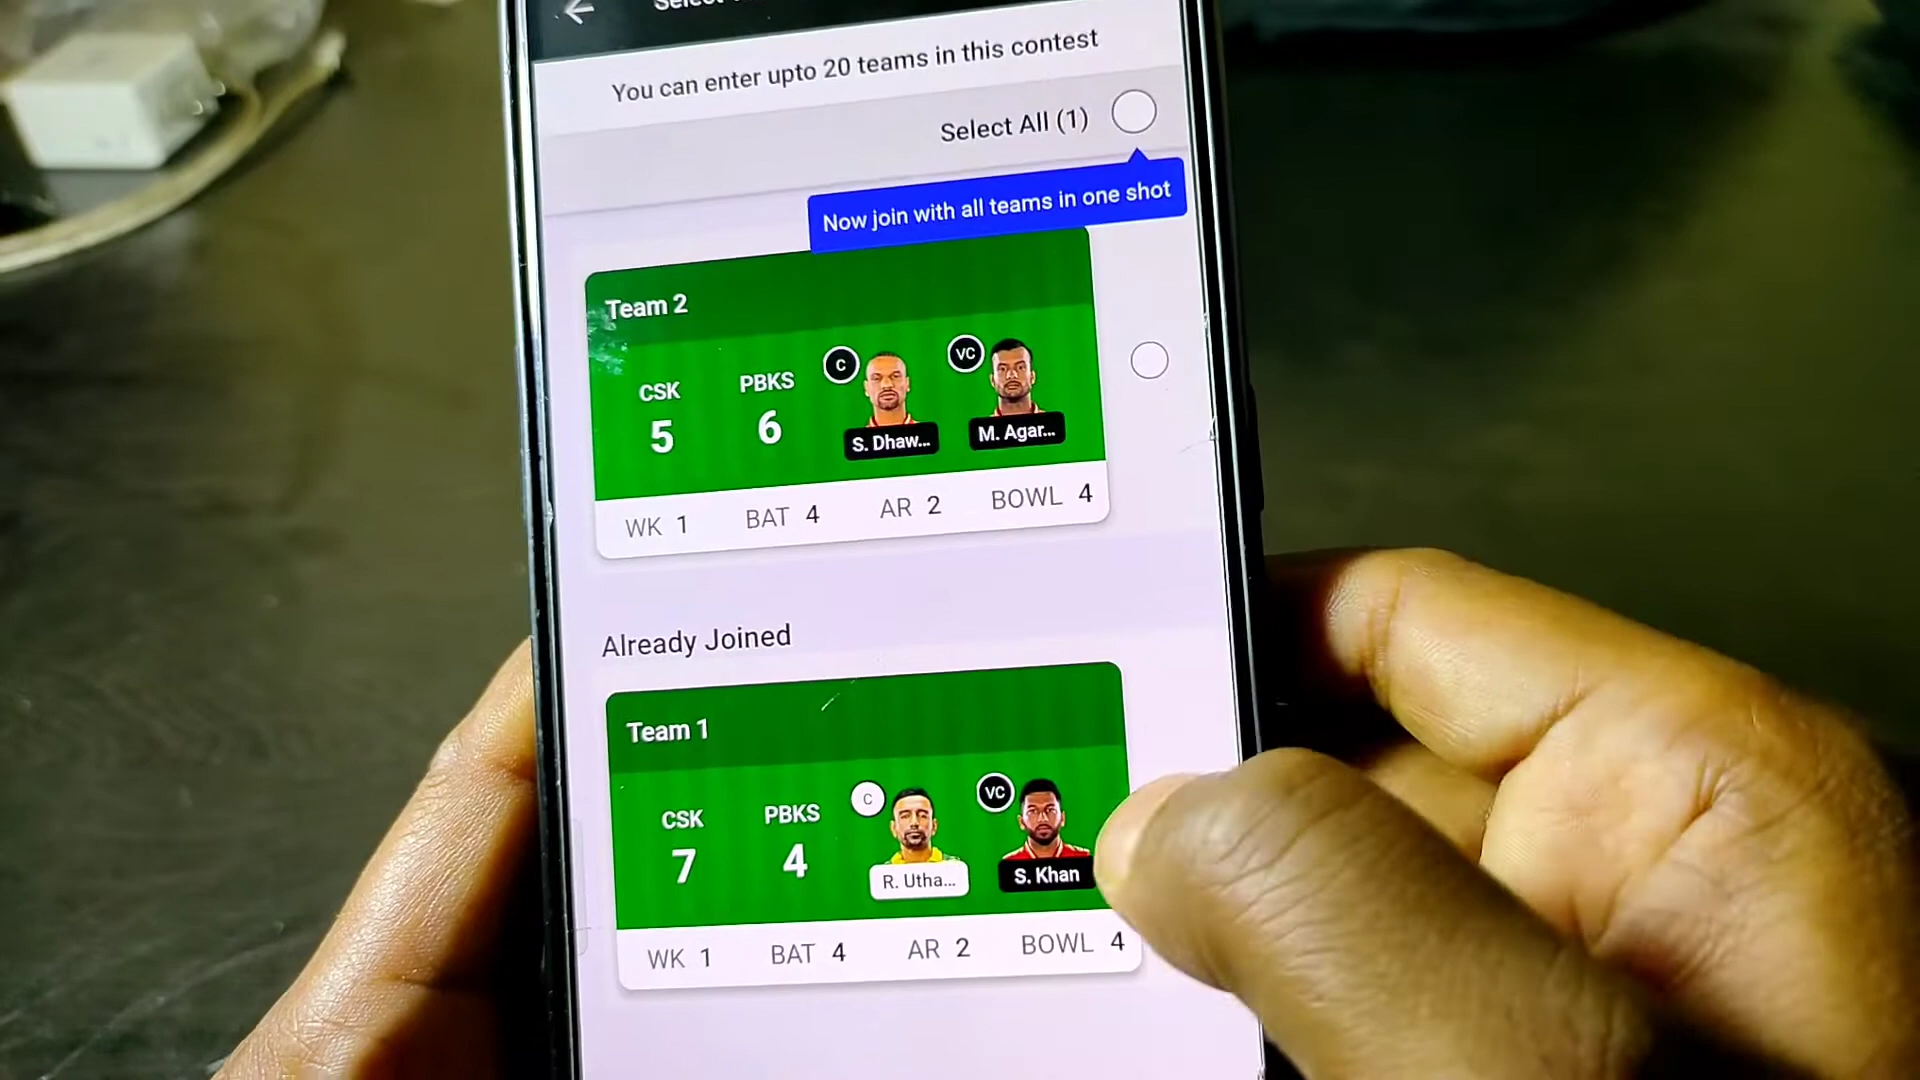 You can enter upto 20 teams in this contest
Select All (1)
Now join with all teams in one shot
Team 2
CSK
5
PBKS
6
C
VC
S. Dhaw...
M. Agar...
WK 1
BAT 4
AR 2
BOWL 4
Already Joined
Team 1
CSK
7
PBKS
4
C
VC
R. Utha...
S. Khan
WK 1
BAT 4
AR 2
BOWL 4